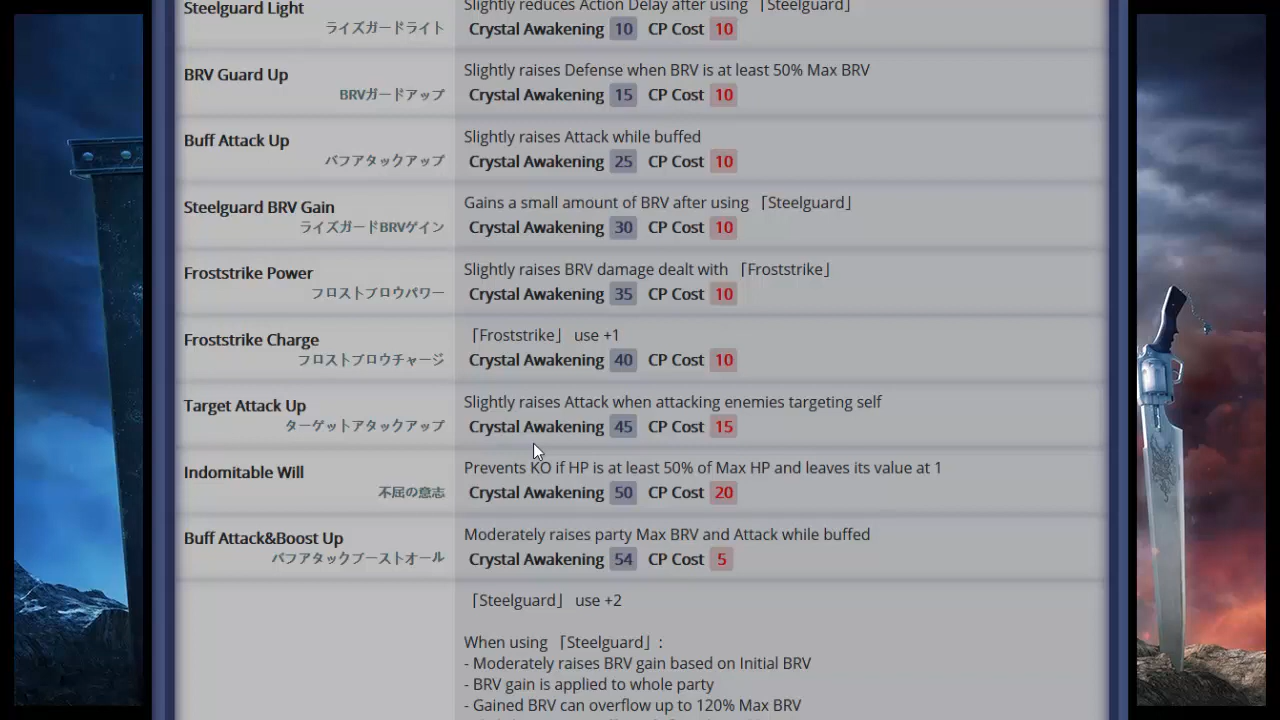 Steelguard Light
ライズガードライト
Slightly reduces Action Delay after using 「Steelguard」
Crystal Awakening 10 CP Cost 10
BRV Guard Up
BRVガードアップ
Slightly raises Defense when BRV is at least 50% Max BRV
Crystal Awakening 15 CP Cost 10
Buff Attack Up
バフアタックアップ
Slightly raises Attack while buffed
Crystal Awakening 25 CP Cost 10
Steelguard BRV Gain
ライズガードBRVゲイン
Gains a small amount of BRV after using 「Steelguard」
Crystal Awakening 30 CP Cost 10
Froststrike Power
フロストブロウパワー
Slightly raises BRV damage dealt with 「Froststrike」
Crystal Awakening 35 CP Cost 10
Froststrike Charge
フロストブロウチャージ
「Froststrike」 use +1
Crystal Awakening 40 CP Cost 10
Target Attack Up
ターゲットアタックアップ
Slightly raises Attack when attacking enemies targeting self
Crystal Awakening 45 CP Cost 15
Indomitable Will
不屈の意志
Prevents KO if HP is at least 50% of Max HP and leaves its value at 1
Crystal Awakening 50 CP Cost 20
Buff Attack&Boost Up
バフアタックブーストオール
Moderately raises party Max BRV and Attack while buffed
Crystal Awakening 54 CP Cost 5
「Steelguard」 use +2
When using 「Steelguard」 :
- Moderately raises BRV gain based on Initial BRV
- BRV gain is applied to whole party
- Gained BRV can overflow up to 120% Max BRV